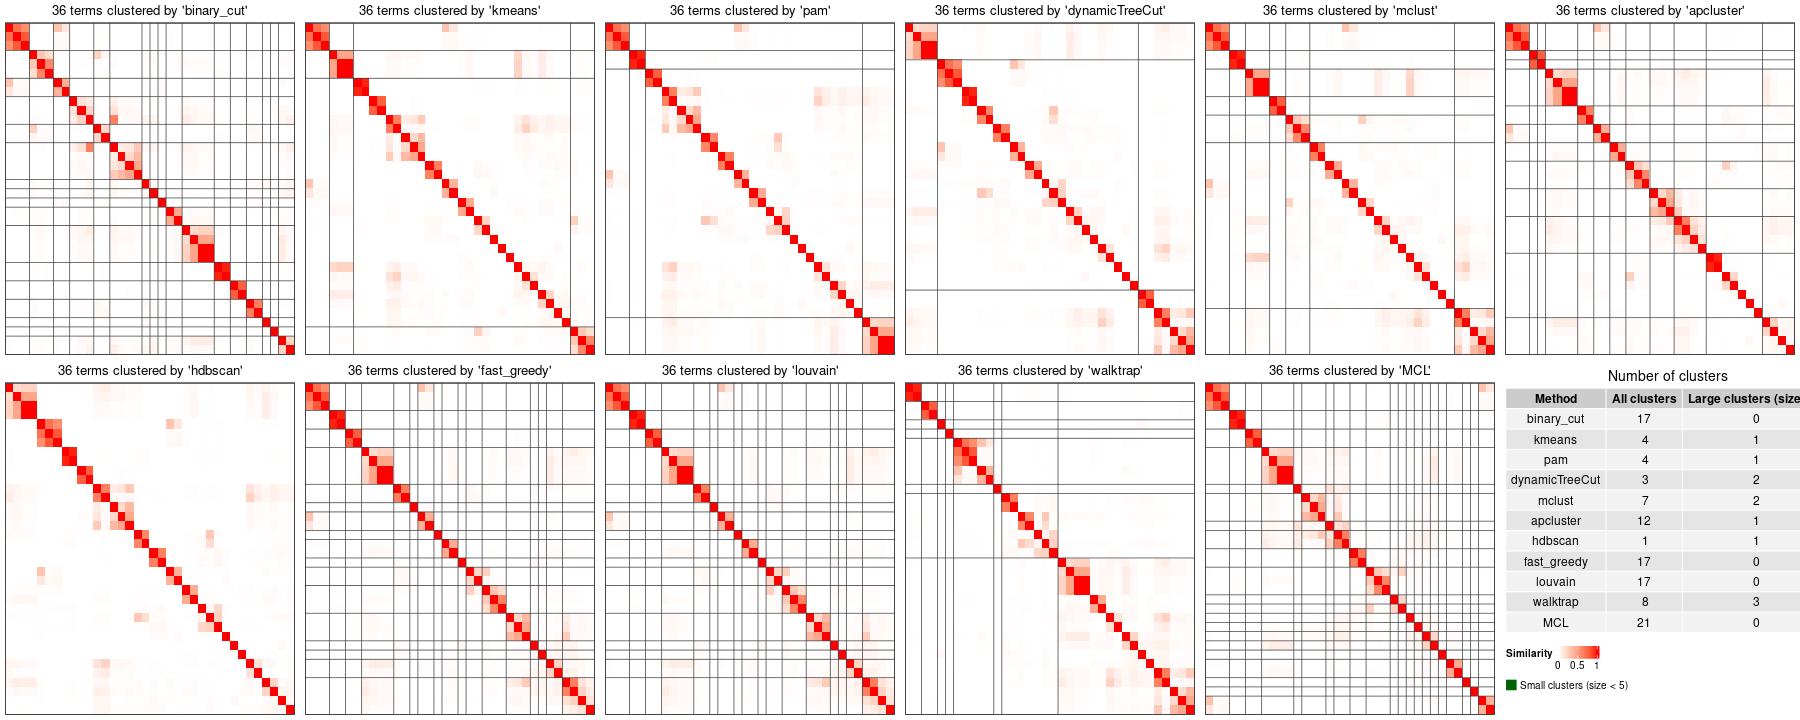 36 terms clustered by 'binary_cut'
36 terms clustered by 'kmeans'
36 terms clustered by 'pam'
36 terms clustered by 'dynamicTreeCut'
36 terms clustered by 'mclust'
36 terms clustered by 'apcluster'
36 terms clustered by 'hdbscan'
36 terms clustered by 'fast_greedy'
36 terms clustered by 'louvain'
36 terms clustered by 'walktrap'
36 terms clustered by 'MCL'
Number of clusters
Method All clusters Large clusters (size
binary_cut 17 0
kmeans 4 1
pam 4 1
dynamicTreeCut 3 2
mclust 7 2
apcluster 12 1
hdbscan 1 1
fast_greedy 17 0
louvain 17 0
walktrap 8 3
MCL 21 0
Similarity
0 0.5 1
Small clusters (size < 5)